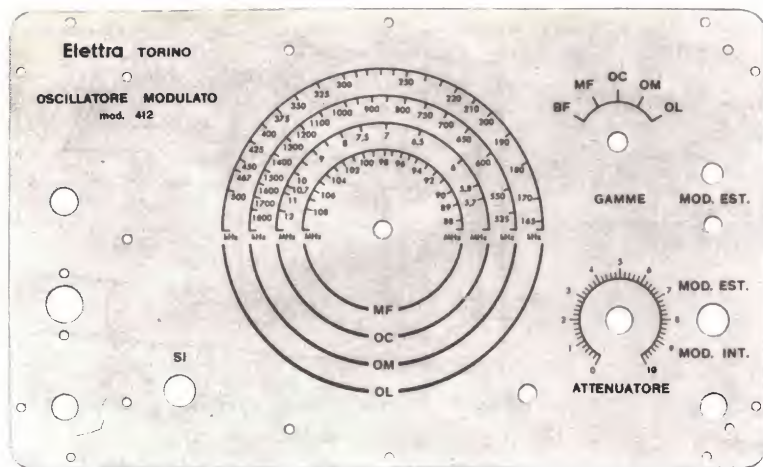 Elettra TORINO
OSCILLATORE MODULATO
mod. 412
500 467 450 425 400 375 350 325 300 250 220 210 200 190 180 170 165
1800 1700 1600 1500 1400 1300 1200 1100 1000 900 800 750 700 650 600 550 525
12 11 10,7 10 9 8 7,5 7 6,5 6 5,8 5,7
108 106 104 102 100 98 96 94 92 90 89 88
kHz kHz MHz MHz MHz MHz kHz kHz
MF
OC
OM
OL
BF MF OC OM OL
GAMME
MOD. EST.
0 1 2 3 4 5 6 7 8 9 10
MOD. EST.
MOD. INT.
ATTENUATORE
SI